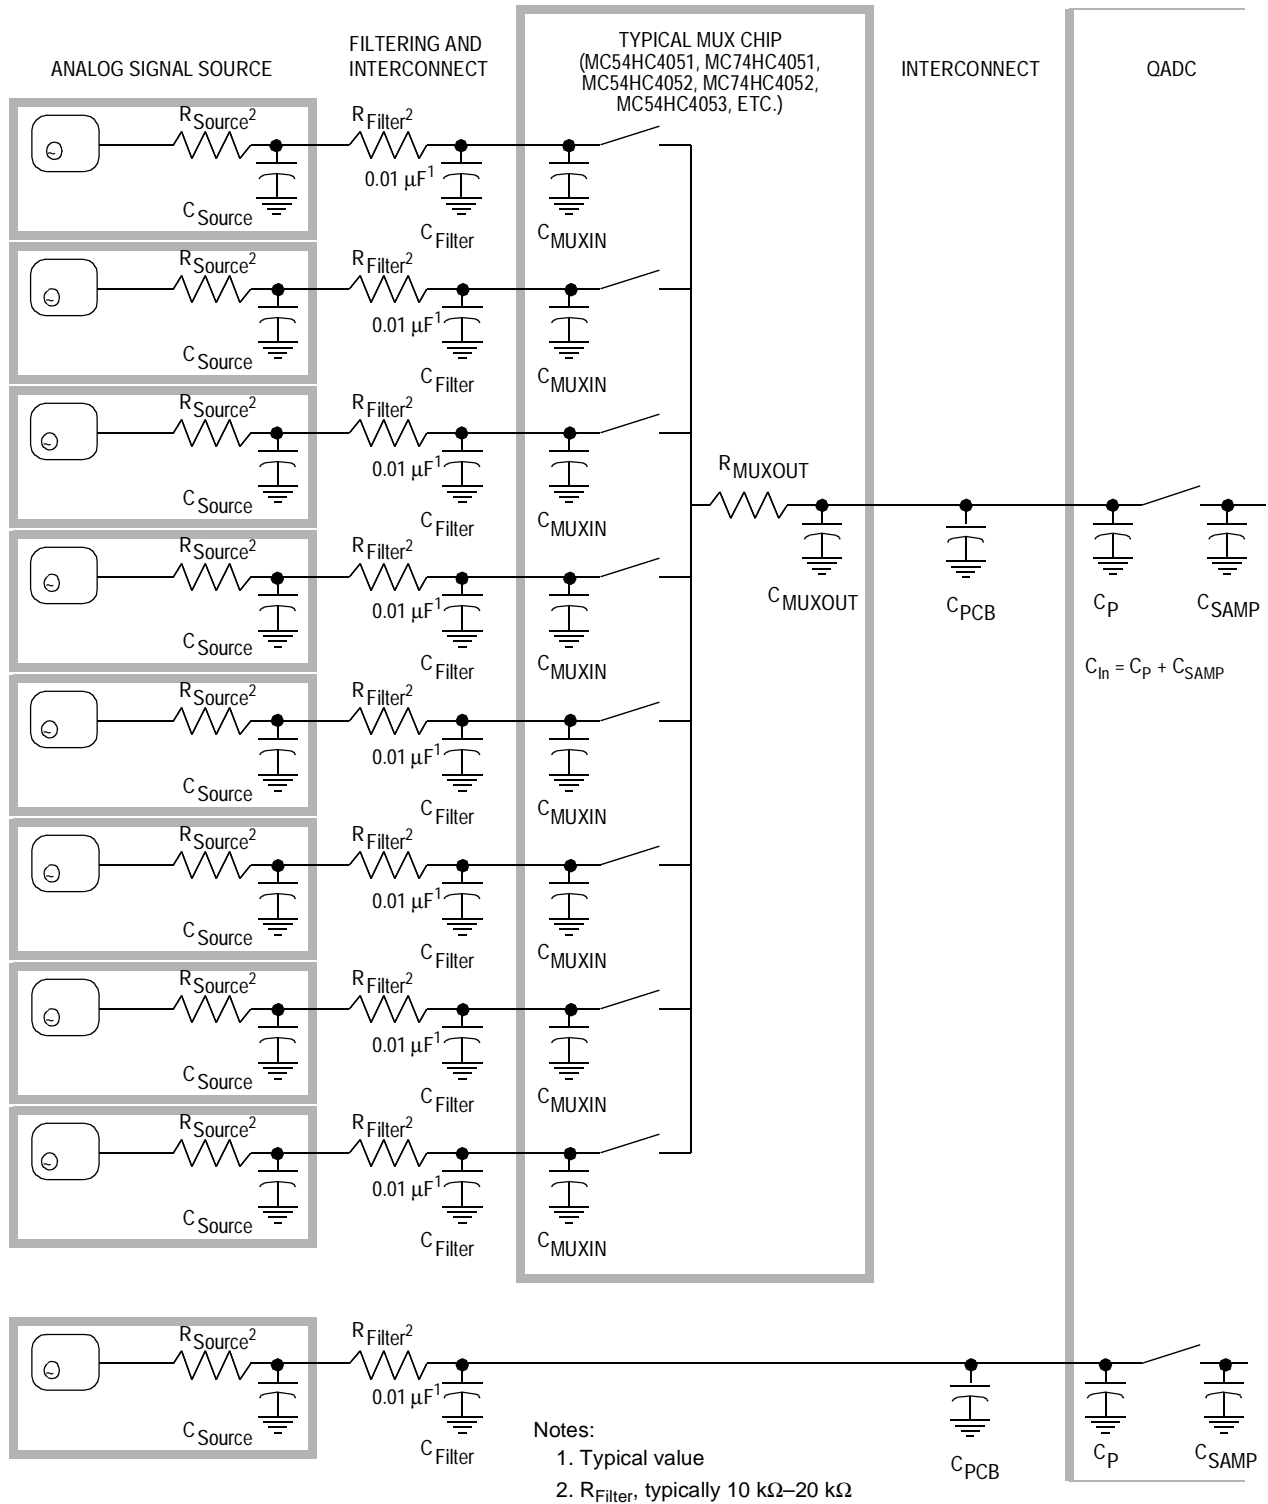 FILTERING AND
INTERCONNECT
ANALOG SIGNAL SOURCE
TYPICAL MUX CHIP
(MC54HC4051, MC74HC4051,
MC54HC4052, MC74HC4052,
MC54HC4053, ETC.)
INTERCONNECT
QADC
RSource2
RFilter2
0.01 µF1
CSource
CFilter
CMUXIN
RSource2
RFilter2
0.01 µF1
CSource
CFilter
CMUXIN
RSource2
RFilter2
0.01 µF1
CSource
CFilter
CMUXIN
RMUXOUT
CMUXOUT
CPCB
CP
CSAMP
CIn = CP + CSAMP
RSource2
RFilter2
0.01 µF1
CSource
CFilter
CMUXIN
RSource2
RFilter2
0.01 µF1
CSource
CFilter
CMUXIN
RSource2
RFilter2
0.01 µF1
CSource
CFilter
CMUXIN
RSource2
RFilter2
0.01 µF1
CSource
CFilter
CMUXIN
RSource2
RFilter2
0.01 µF1
CSource
CFilter
CMUXIN
RSource2
RFilter2
0.01 µF1
CSource
CFilter
CPCB
CP
CSAMP
Notes:
1. Typical value
2. RFilter, typically 10 kΩ–20 kΩ